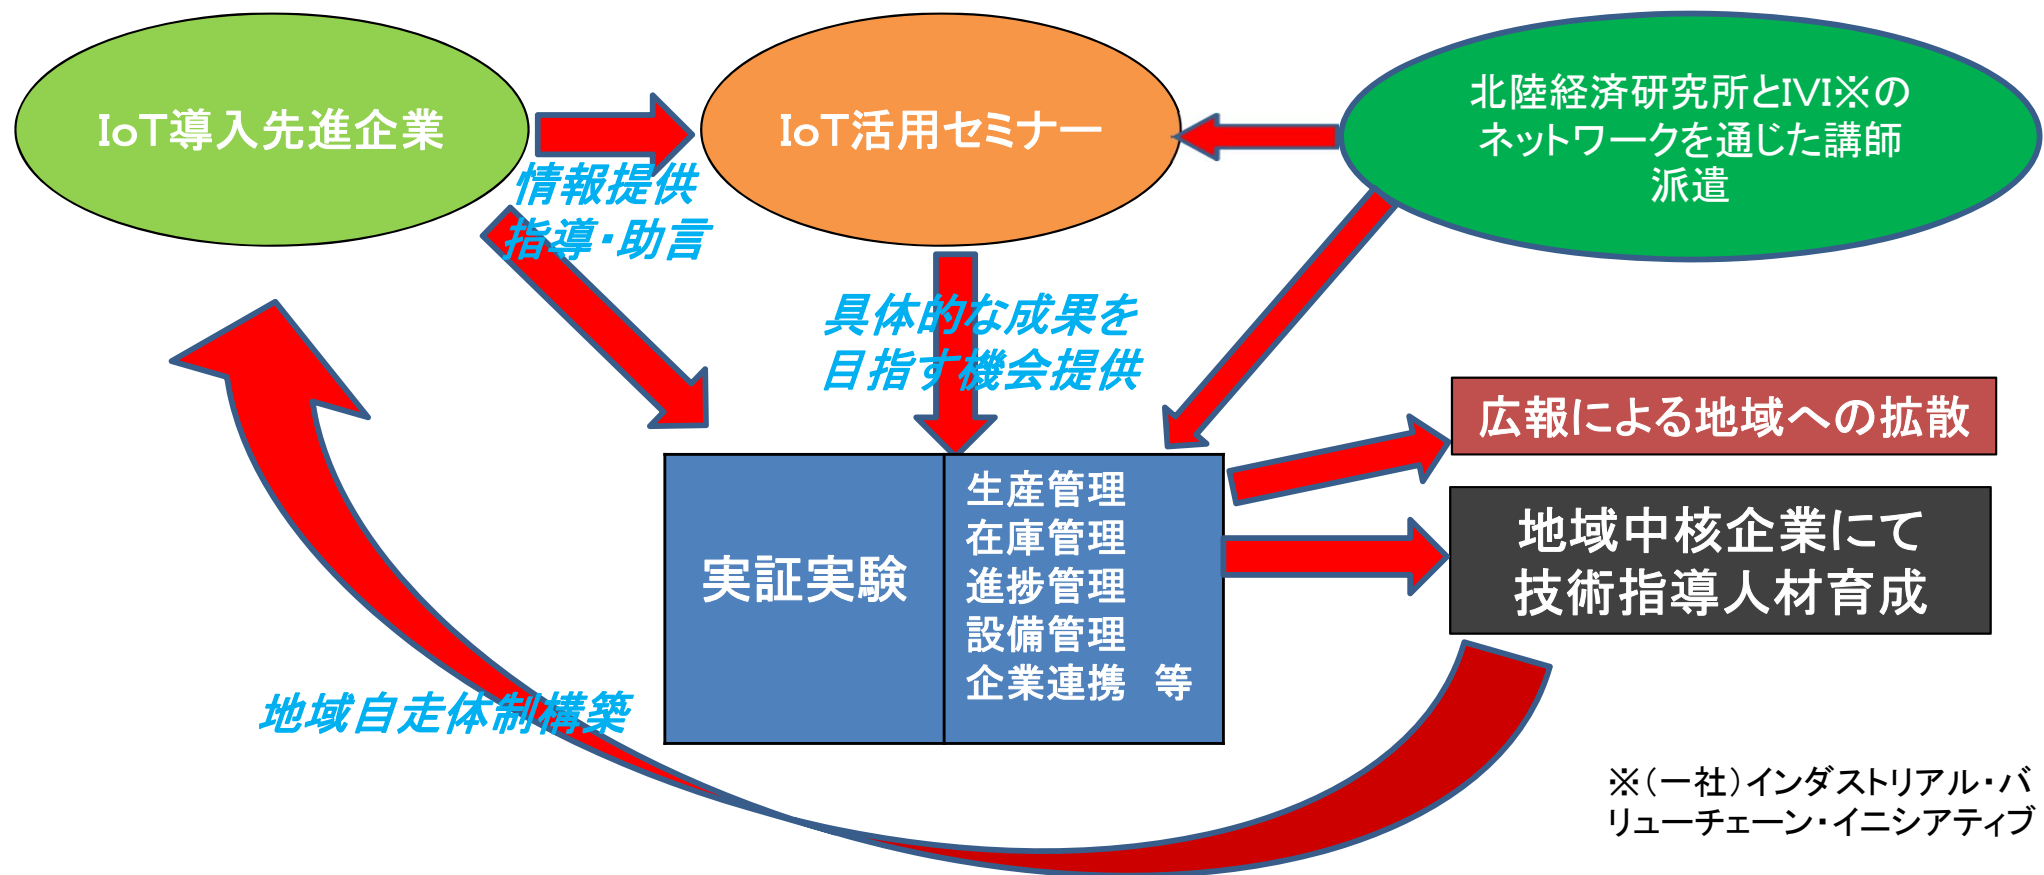 IoT導入先進企業
IoT活用セミナー
北陸経済研究所とIVI※の
ネットワークを通じた講師
派遣
情報提供
指導・助言
具体的な成果を
目指す機会提供
広報による地域への拡散
地域中核企業にて
技術指導人材育成
実証実験
生産管理
在庫管理
進捗管理
設備管理
企業連携　等
地域自走体制構築
※（一社）インダストリアル・バ
リューチェーン・イニシアティブ